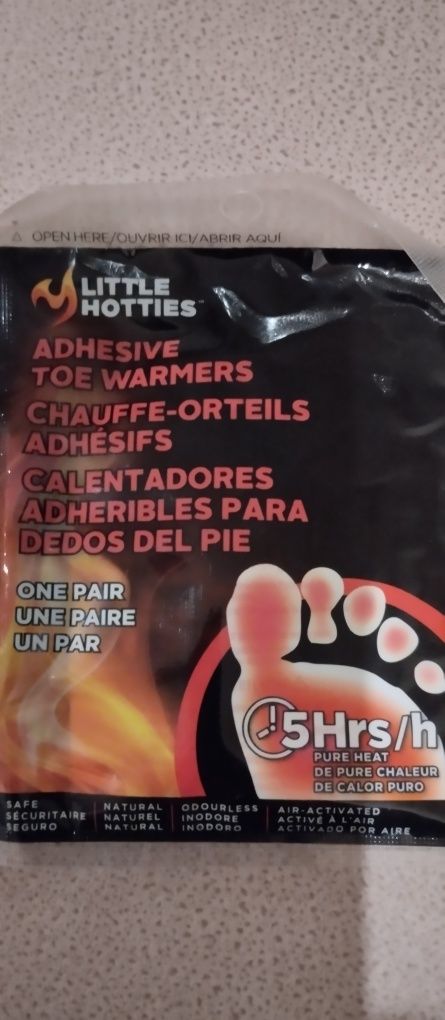 OPEN HERE/OUVRIR ICI/ABRIR AQUÍ
LITTLE
HOTTIES™
ADHESIVE
TOE WARMERS
CHAUFFE-ORTEILS
ADHÉSIFS
CALENTADORES
ADHERIBLES PARA
DEDOS DEL PIE
ONE PAIR
UNE PAIRE
UN PAR
5Hrs/h
PURE HEAT
DE PURE CHALEUR
DE CALOR PURO
SAFE
SÉCURITAIRE
SEGURO
NATURAL
NATUREL
NATURAL
ODOURLESS
INODORE
INODORO
AIR-ACTIVATED
ACTIVÉ À L'AIR
ACTIVADO POR AIRE